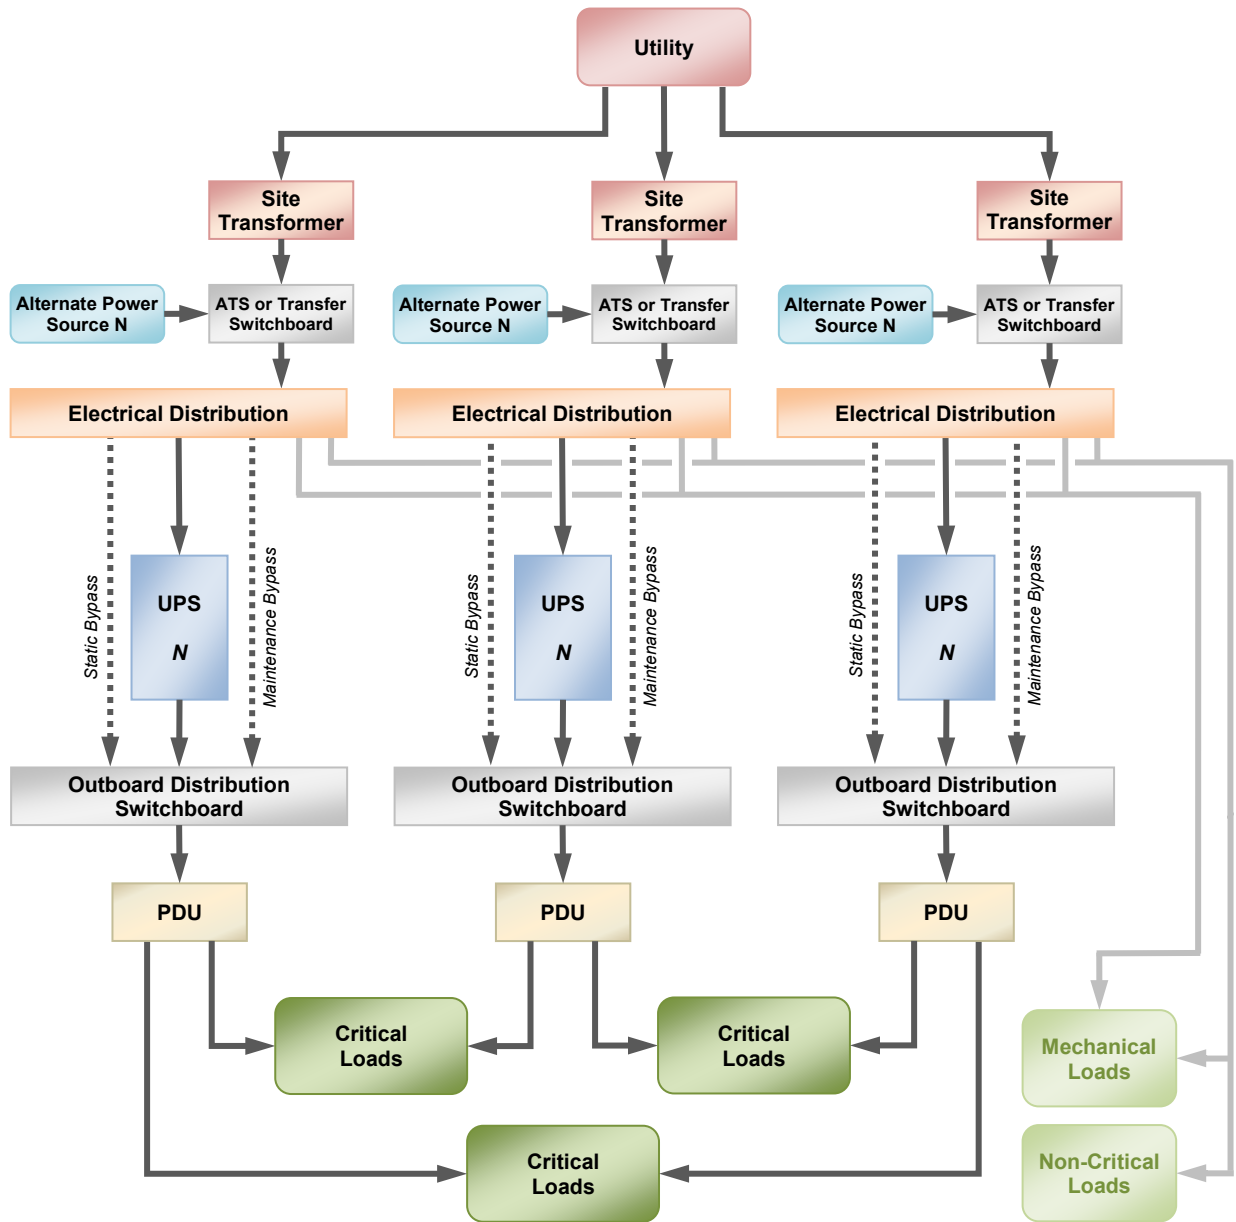 Utility
Site
Transformer
Site
Transformer
Site
Transformer
Alternate Power
Source N
ATS or Transfer
Switchboard
Alternate Power
Source N
ATS or Transfer
Switchboard
Alternate Power
Source N
ATS or Transfer
Switchboard
Electrical Distribution
Electrical Distribution
Electrical Distribution
Static Bypass
UPS
N
Maintenance Bypass
Static Bypass
UPS
N
Maintenance Bypass
Static Bypass
UPS
N
Maintenance Bypass
Outboard Distribution
Switchboard
Outboard Distribution
Switchboard
Outboard Distribution
Switchboard
PDU
PDU
PDU
Critical
Loads
Critical
Loads
Mechanical
Loads
Critical
Loads
Non-Critical
Loads